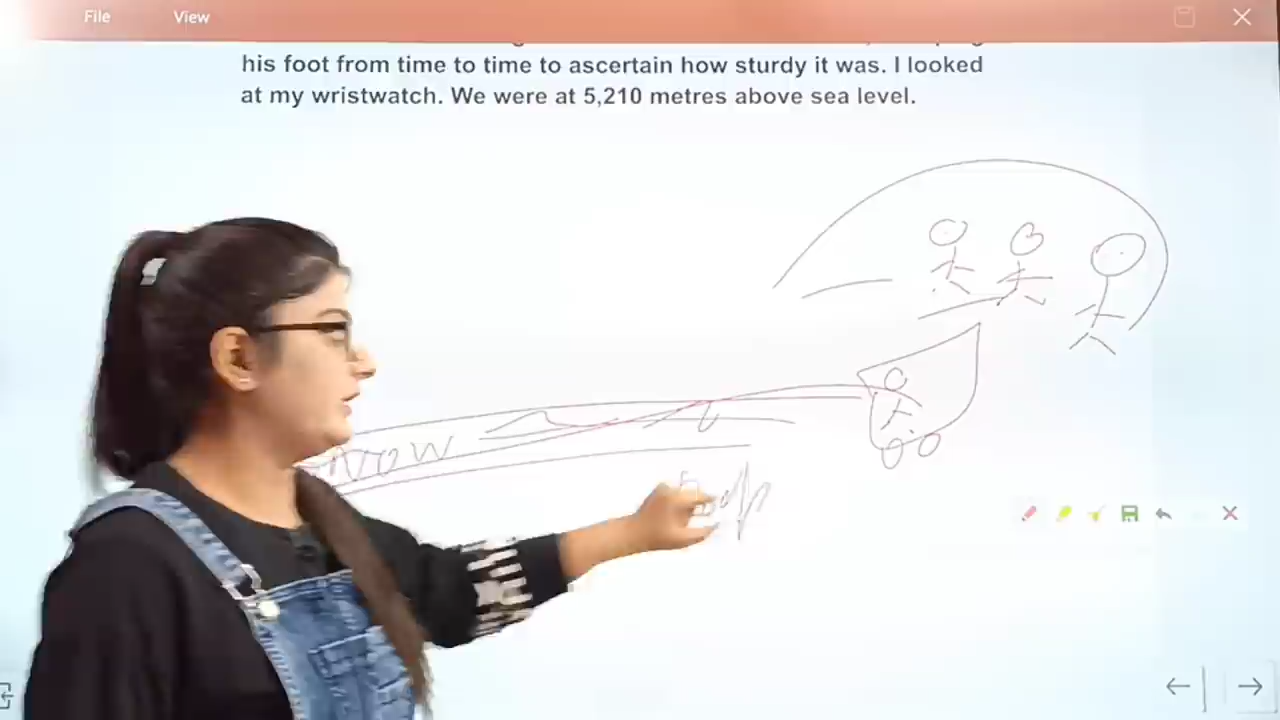 File View
his foot from time to time to ascertain how sturdy it was. I looked
at my wristwatch. We were at 5,210 metres above sea level.
now